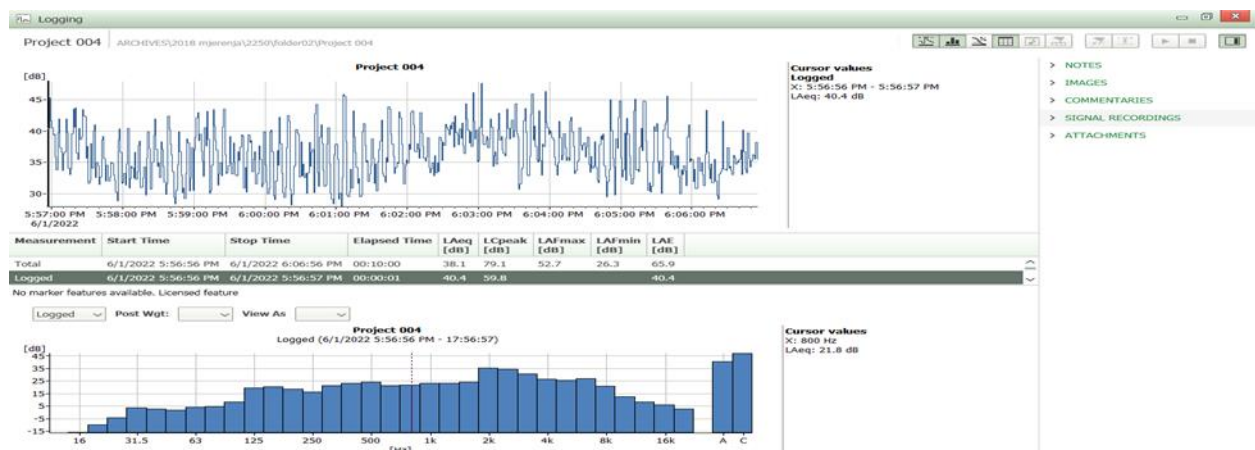 Logging
Project 004 ARCHIVES\2018 mjerenja\2250\folder02\Project 004
Project 004
[dB]
45
40
35
30
5:57:00 PM 5:58:00 PM 5:59:00 PM 6:00:00 PM 6:01:00 PM 6:02:00 PM 6:03:00 PM 6:04:00 PM 6:05:00 PM 6:06:00 PM
6/1/2022
Cursor values
Logged
X: 5:56:56 PM - 5:56:57 PM
LAeq: 40.4 dB
> NOTES
> IMAGES
> COMMENTARIES
> SIGNAL RECORDINGS
> ATTACHMENTS
Measurement Start Time Stop Time Elapsed Time LAeq [dB] LCpeak [dB] LAFmax [dB] LAFmin [dB] LAE [dB]
Total 6/1/2022 5:56:56 PM 6/1/2022 6:06:56 PM 00:10:00 38.1 79.1 52.7 26.3 65.9
Logged 6/1/2022 5:56:56 PM 6/1/2022 5:56:57 PM 00:00:01 40.4 59.8 40.4
No marker features available. Licensed feature
Logged Post Wgt: View As
Project 004
Logged (6/1/2022 5:56:56 PM - 17:56:57)
[dB]
45
35
25
15
5
-5
-15
16 31.5 63 125 250 500 1k 2k 4k 8k 16k A C
[Hz]
Cursor values
X: 800 Hz
LAeq: 21.8 dB